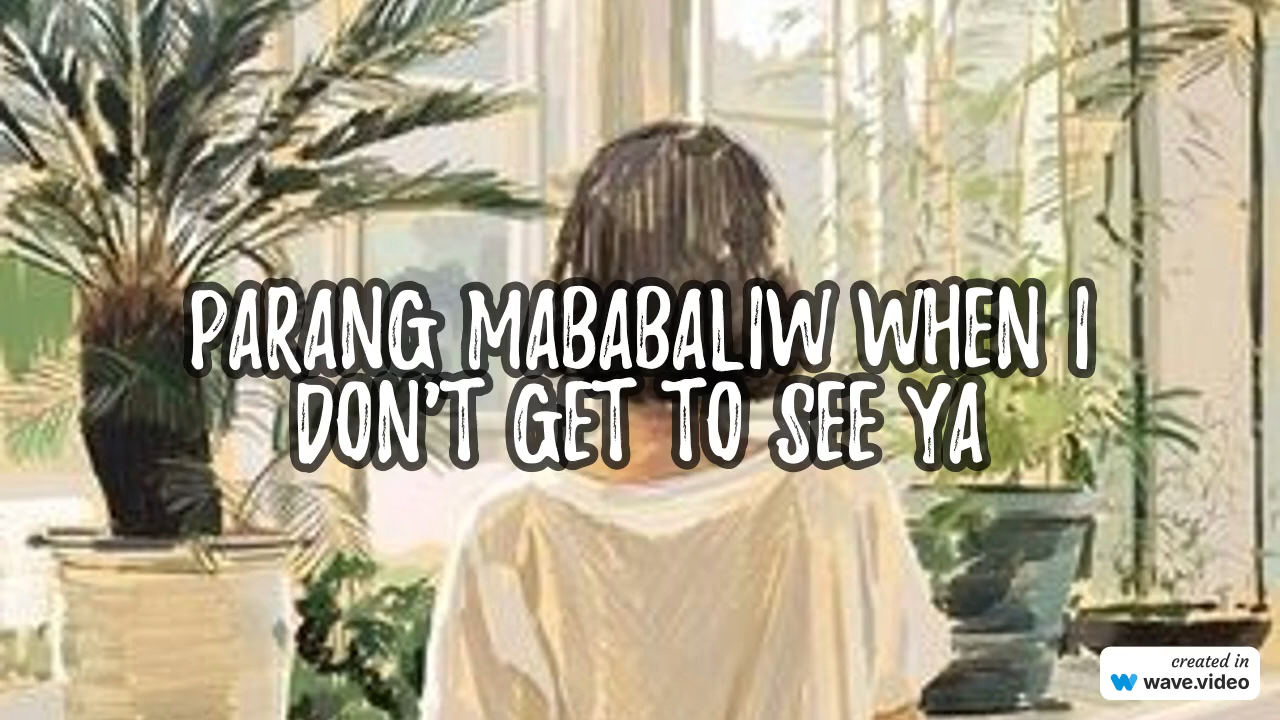 PARANG MABABALIW WHEN I
DON'T GET TO SEE YA
created in
wave.video